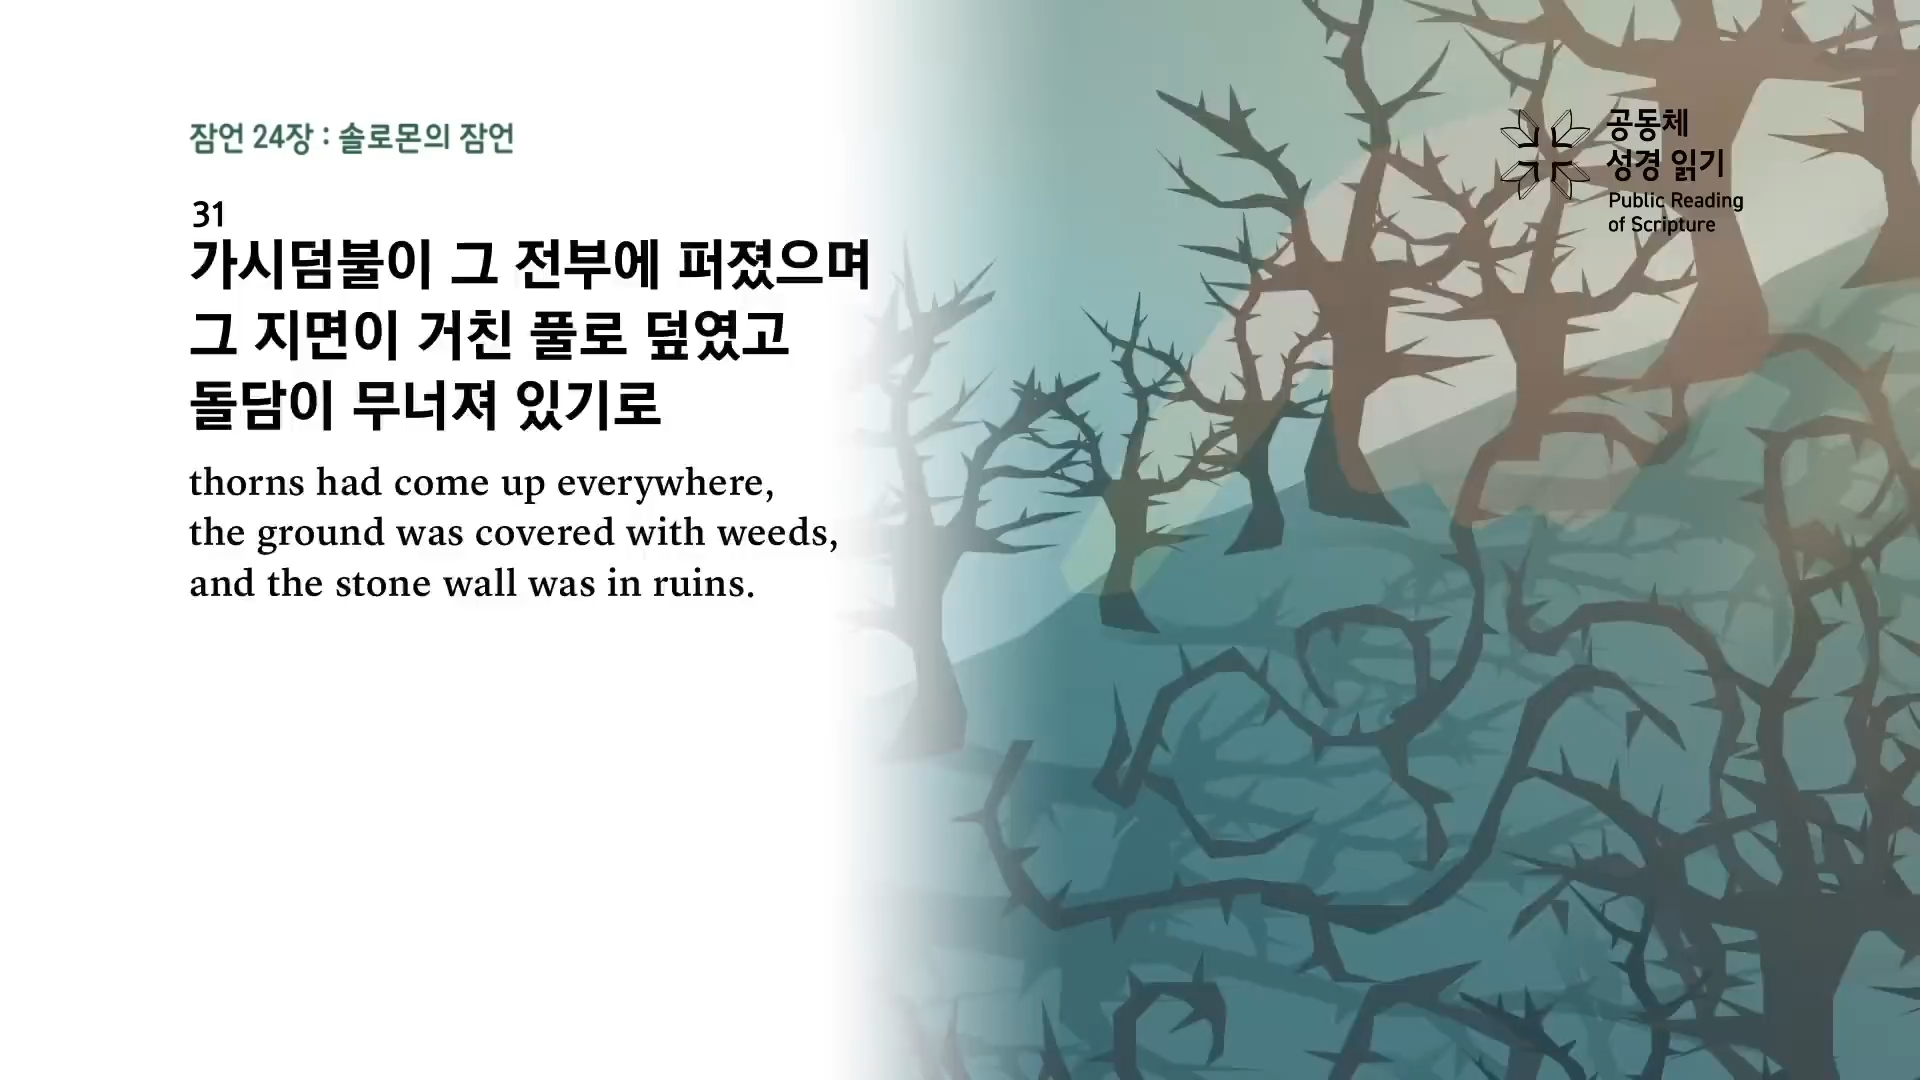 잠언 24장 : 솔로몬의 잠언
31
가시덤불이 그 전부에 퍼졌으며
그 지면이 거친 풀로 덮였고
돌담이 무너져 있기로
thorns had come up everywhere,
the ground was covered with weeds,
and the stone wall was in ruins.
공동체
성경 읽기
Public Reading
of Scripture